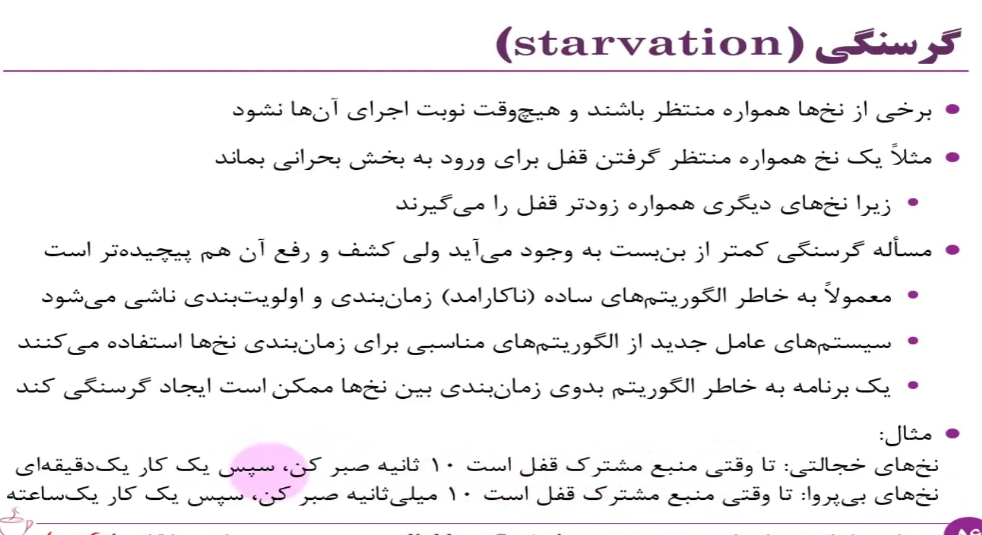 گرسنگی (starvation)
برخی از نخ‌ها همواره منتظر باشند و هیچ‌وقت نوبت اجرای آن‌ها نشود
مثلاً یک نخ همواره منتظر گرفتن قفل برای ورود به بخش بحرانی بماند
زیرا نخ‌های دیگری همواره زودتر قفل را می‌گیرند
مسأله گرسنگی کمتر از بن‌بست به وجود می‌آید ولی کشف و رفع آن هم پیچیده‌تر است
معمولاً به خاطر الگوریتم‌های ساده (ناکارامد) زمان‌بندی و اولویت‌بندی ناشی می‌شود
سیستم‌های عامل جدید از الگوریتم‌های مناسبی برای زمان‌بندی نخ‌ها استفاده می‌کنند
یک برنامه به خاطر الگوریتم بدوی زمان‌بندی بین نخ‌ها ممکن است ایجاد گرسنگی کند
مثال:
نخ‌های خجالتی: تا وقتی منبع مشترک قفل است ۱۰ ثانیه صبر کن، سپس یک کار یک‌دقیقه‌ای
نخ‌های بی‌پروا: تا وقتی منبع مشترک قفل است ۱۰ میلی‌ثانیه صبر کن، سپس یک کار یک‌ساعته